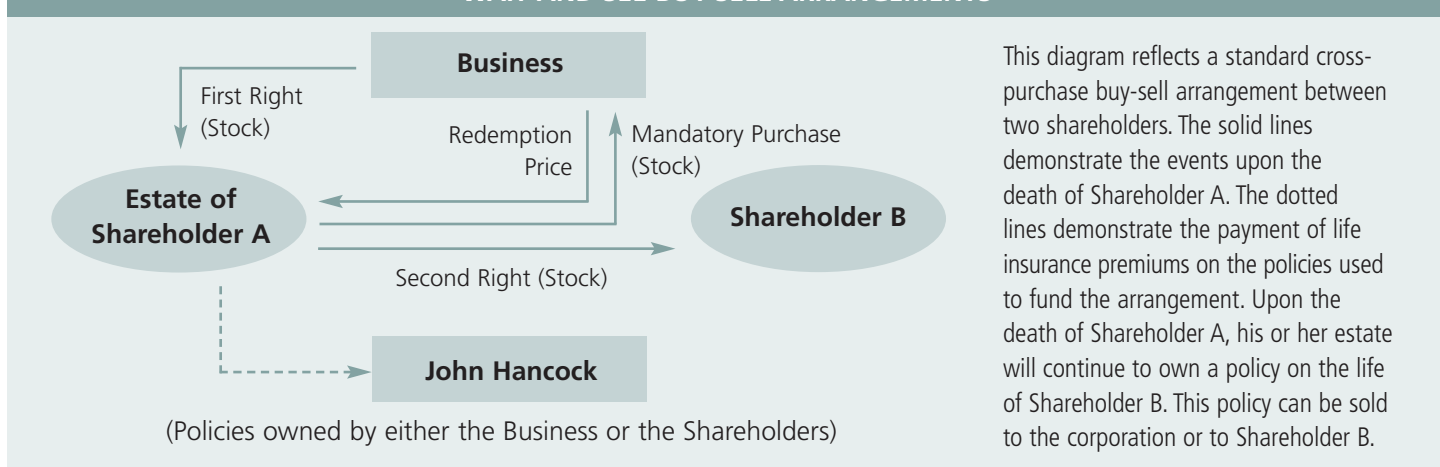 Business
First Right
(Stock)
Redemption
Price
Mandatory Purchase
(Stock)
Estate of
Shareholder A
Shareholder B
Second Right (Stock)
John Hancock
(Policies owned by either the Business or the Shareholders)
This diagram reflects a standard cross-
purchase buy-sell arrangement between
two shareholders. The solid lines
demonstrate the events upon the
death of Shareholder A. The dotted
lines demonstrate the payment of life
insurance premiums on the policies used
to fund the arrangement. Upon the
death of Shareholder A, his or her estate
will continue to own a policy on the life
of Shareholder B. This policy can be sold
to the corporation or to Shareholder B.